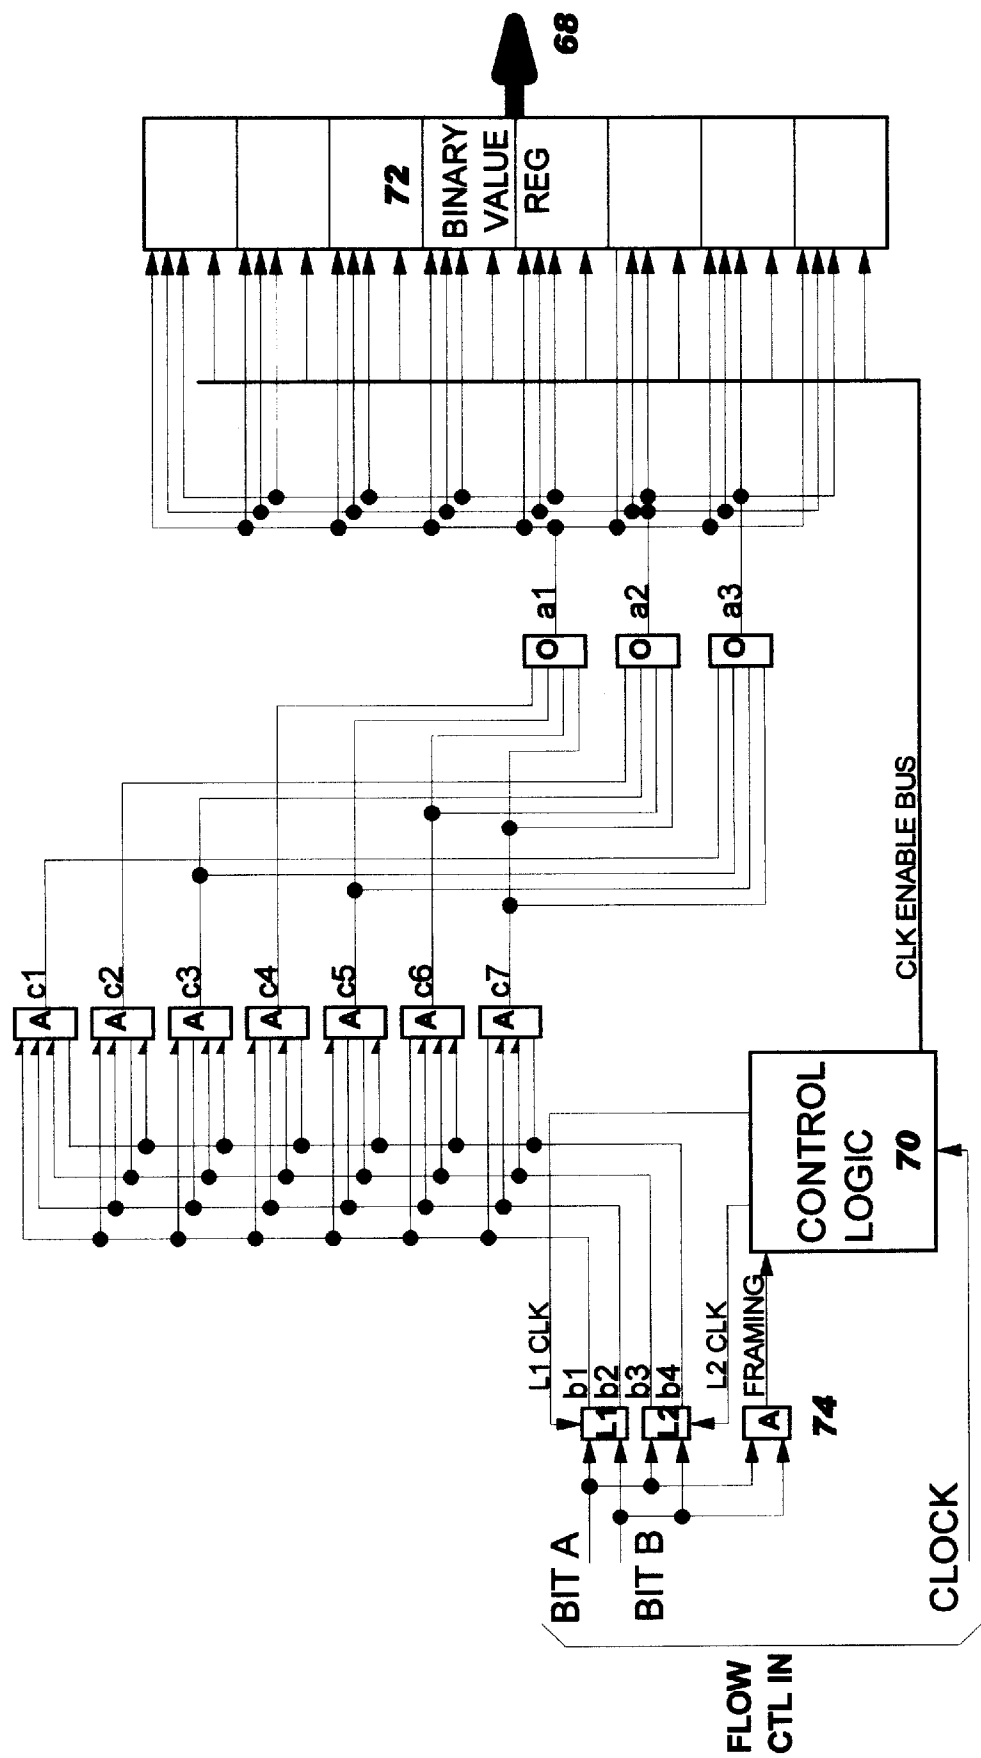 FLOW
CTL IN
BIT A
BIT B
CLOCK
L1
L2
A
74
b1
b2
b3
b4
L1 CLK
L2 CLK
FRAMING
CONTROL
LOGIC
70
CLK ENABLE BUS
A c1
A c2
A c3
A c4
A c5
A c6
A c7
O a1
O a2
O a3
72
BINARY
VALUE
REG
68